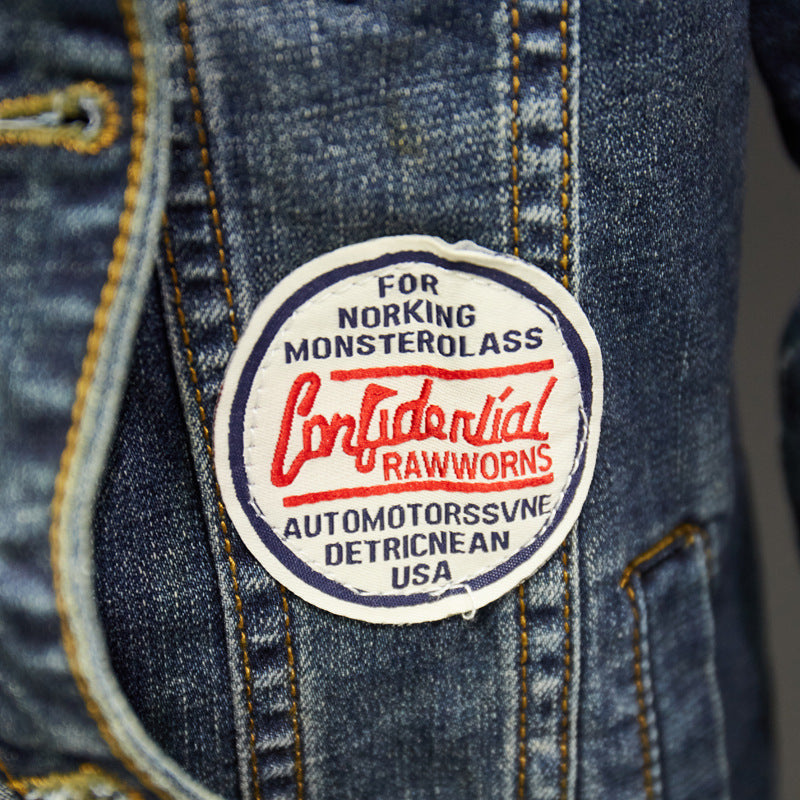 FOR
NORKING
MONSTEROLASS
Confidential
RAWWORNS
AUTOMOTORSSVNE
DETRICNEAN
USA